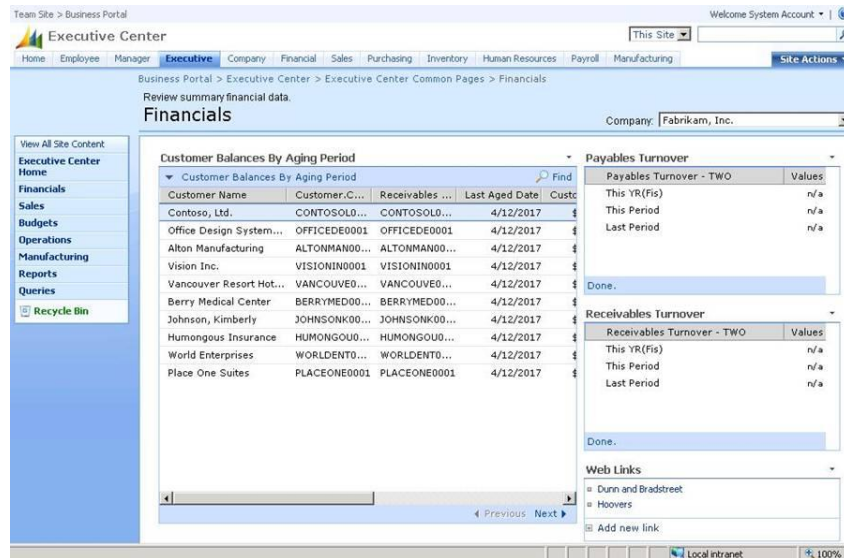 Team Site > Business Portal
Welcome System Account
Executive Center
This Site
Home Employee Manager Executive Company Financial Sales Purchasing Inventory Human Resources Payroll Manufacturing Site Actions
Business Portal > Executive Center > Executive Center Common Pages > Financials
Review summary financial data.
Financials
Company: Fabrikam, Inc.
View All Site Content
Executive Center
Home
Financials
Sales
Budgets
Operations
Manufacturing
Reports
Queries
Recycle Bin
Customer Balances By Aging Period
Customer Balances By Aging Period Find
Customer Name Customer.C... Receivables ... Last Aged Date Custo
Contoso, Ltd. CONTOSOL0... CONTOSOL0... 4/12/2017 $
Office Design System... OFFICEDE0001 OFFICEDE0001 4/12/2017 $
Alton Manufacturing ALTONMAN00... ALTONMAN00... 4/12/2017 $
Vision Inc. VISIONIN0001 VISIONIN0001 4/12/2017 $
Vancouver Resort Hot... VANCOUVE0... VANCOUVE0... 4/12/2017 $
Berry Medical Center BERRYMED00... BERRYMED00... 4/12/2017 $
Johnson, Kimberly JOHNSONK00... JOHNSONK00... 4/12/2017 $
Humongous Insurance HUMONGOU0... HUMONGOU0... 4/12/2017 $
World Enterprises WORLDENT0... WORLDENT0... 4/12/2017 $
Place One Suites PLACEONE0001 PLACEONE0001 4/12/2017 $
Previous Next
Payables Turnover
Payables Turnover - TWO Values
This YR(Fis) n/a
This Period n/a
Last Period n/a
Done.
Receivables Turnover
Receivables Turnover - TWO Values
This YR(Fis) n/a
This Period n/a
Last Period n/a
Done.
Web Links
Dunn and Bradstreet
Hoovers
Add new link
Local intranet 100%